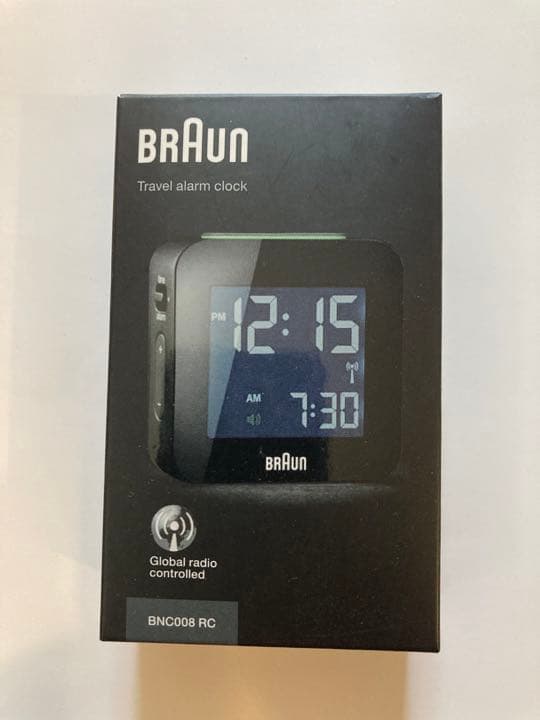 BRAUN
Travel alarm clock
PM 12:15
AM 7:30
BRAUN
Global radio
controlled
BNC008 RC